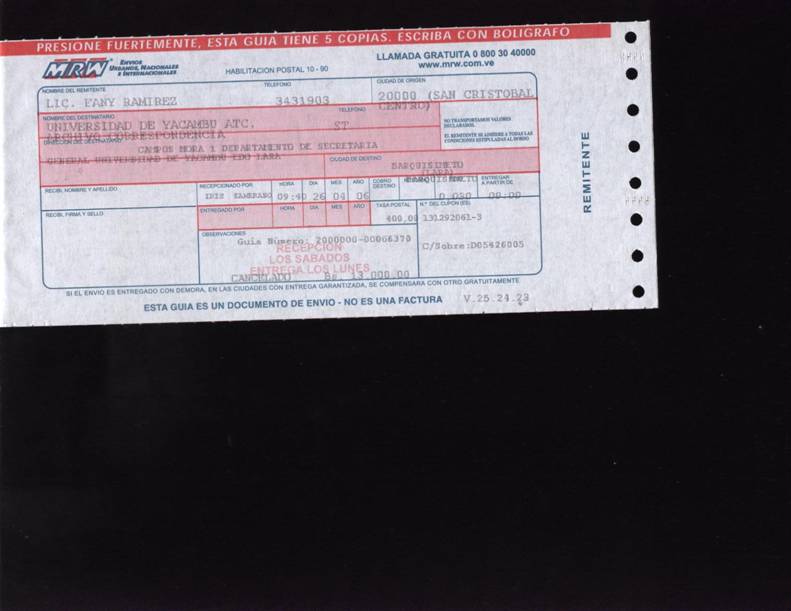 PRESIONE FUERTEMENTE, ESTA GUIA TIENE 5 COPIAS. ESCRIBA CON BOLIGRAFO
MRW ENVIOS URBANOS, NACIONALES E INTERNACIONALES
HABILITACION POSTAL 10 - 90
LLAMADA GRATUITA 0 800 30 40000
www.mrw.com.ve
NOMBRE DEL REMITENTE
TELEFONO
CIUDAD DE ORIGEN
LIC. FANY RAMIREZ 3431903 20000 (SAN CRISTOBAL CENTRO)
NOMBRE DEL DESTINATARIO
TELEFONO
UNIVERSIDAD DE YACAMBU ATC. ST
ARCHIVO CORRESPONDENCIA
DIRECCION DEL DESTINATARIO
CAMPOS MORA 1 DEPARTAMENTO DE SECRETARIA
GENERAL UNIVERSIDAD DE YACAMBU EDO LARA
NO TRANSPORTAMOS VALORES DECLARADOS.
EL REMITENTE SE ADHIERE A TODAS LAS CONDICIONES ESTIPULADAS AL DORSO
CIUDAD DE DESTINO
BARQUISIMETO (LARA)
BARQUISIMETO
RECIBI, NOMBRE Y APELLIDO
RECEPCIONADO POR HORA DIA MES AÑO COBRO DESTINO ENTREGAR A PARTIR DE
09:40 26 04 06 0.030 00:00
RECIBI, FIRMA Y SELLO
ENTREGADO POR HORA DIA MES AÑO TASA POSTAL N° DEL CUPON (ES)
400,00 131292061-3
OBSERVACIONES
Guia Número: 2000000-00066370
C/Sobre:D05426005
RECEPCION
LOS SABADOS
ENTREGA LOS LUNES
CANCELADO Bs. 13.000,00
SI EL ENVIO ES ENTREGADO CON DEMORA, EN LAS CIUDADES CON ENTREGA GARANTIZADA, SE COMPENSARA CON OTRO GRATUITAMENTE
ESTA GUIA ES UN DOCUMENTO DE ENVIO - NO ES UNA FACTURA
V.25.24.23
REMITENTE